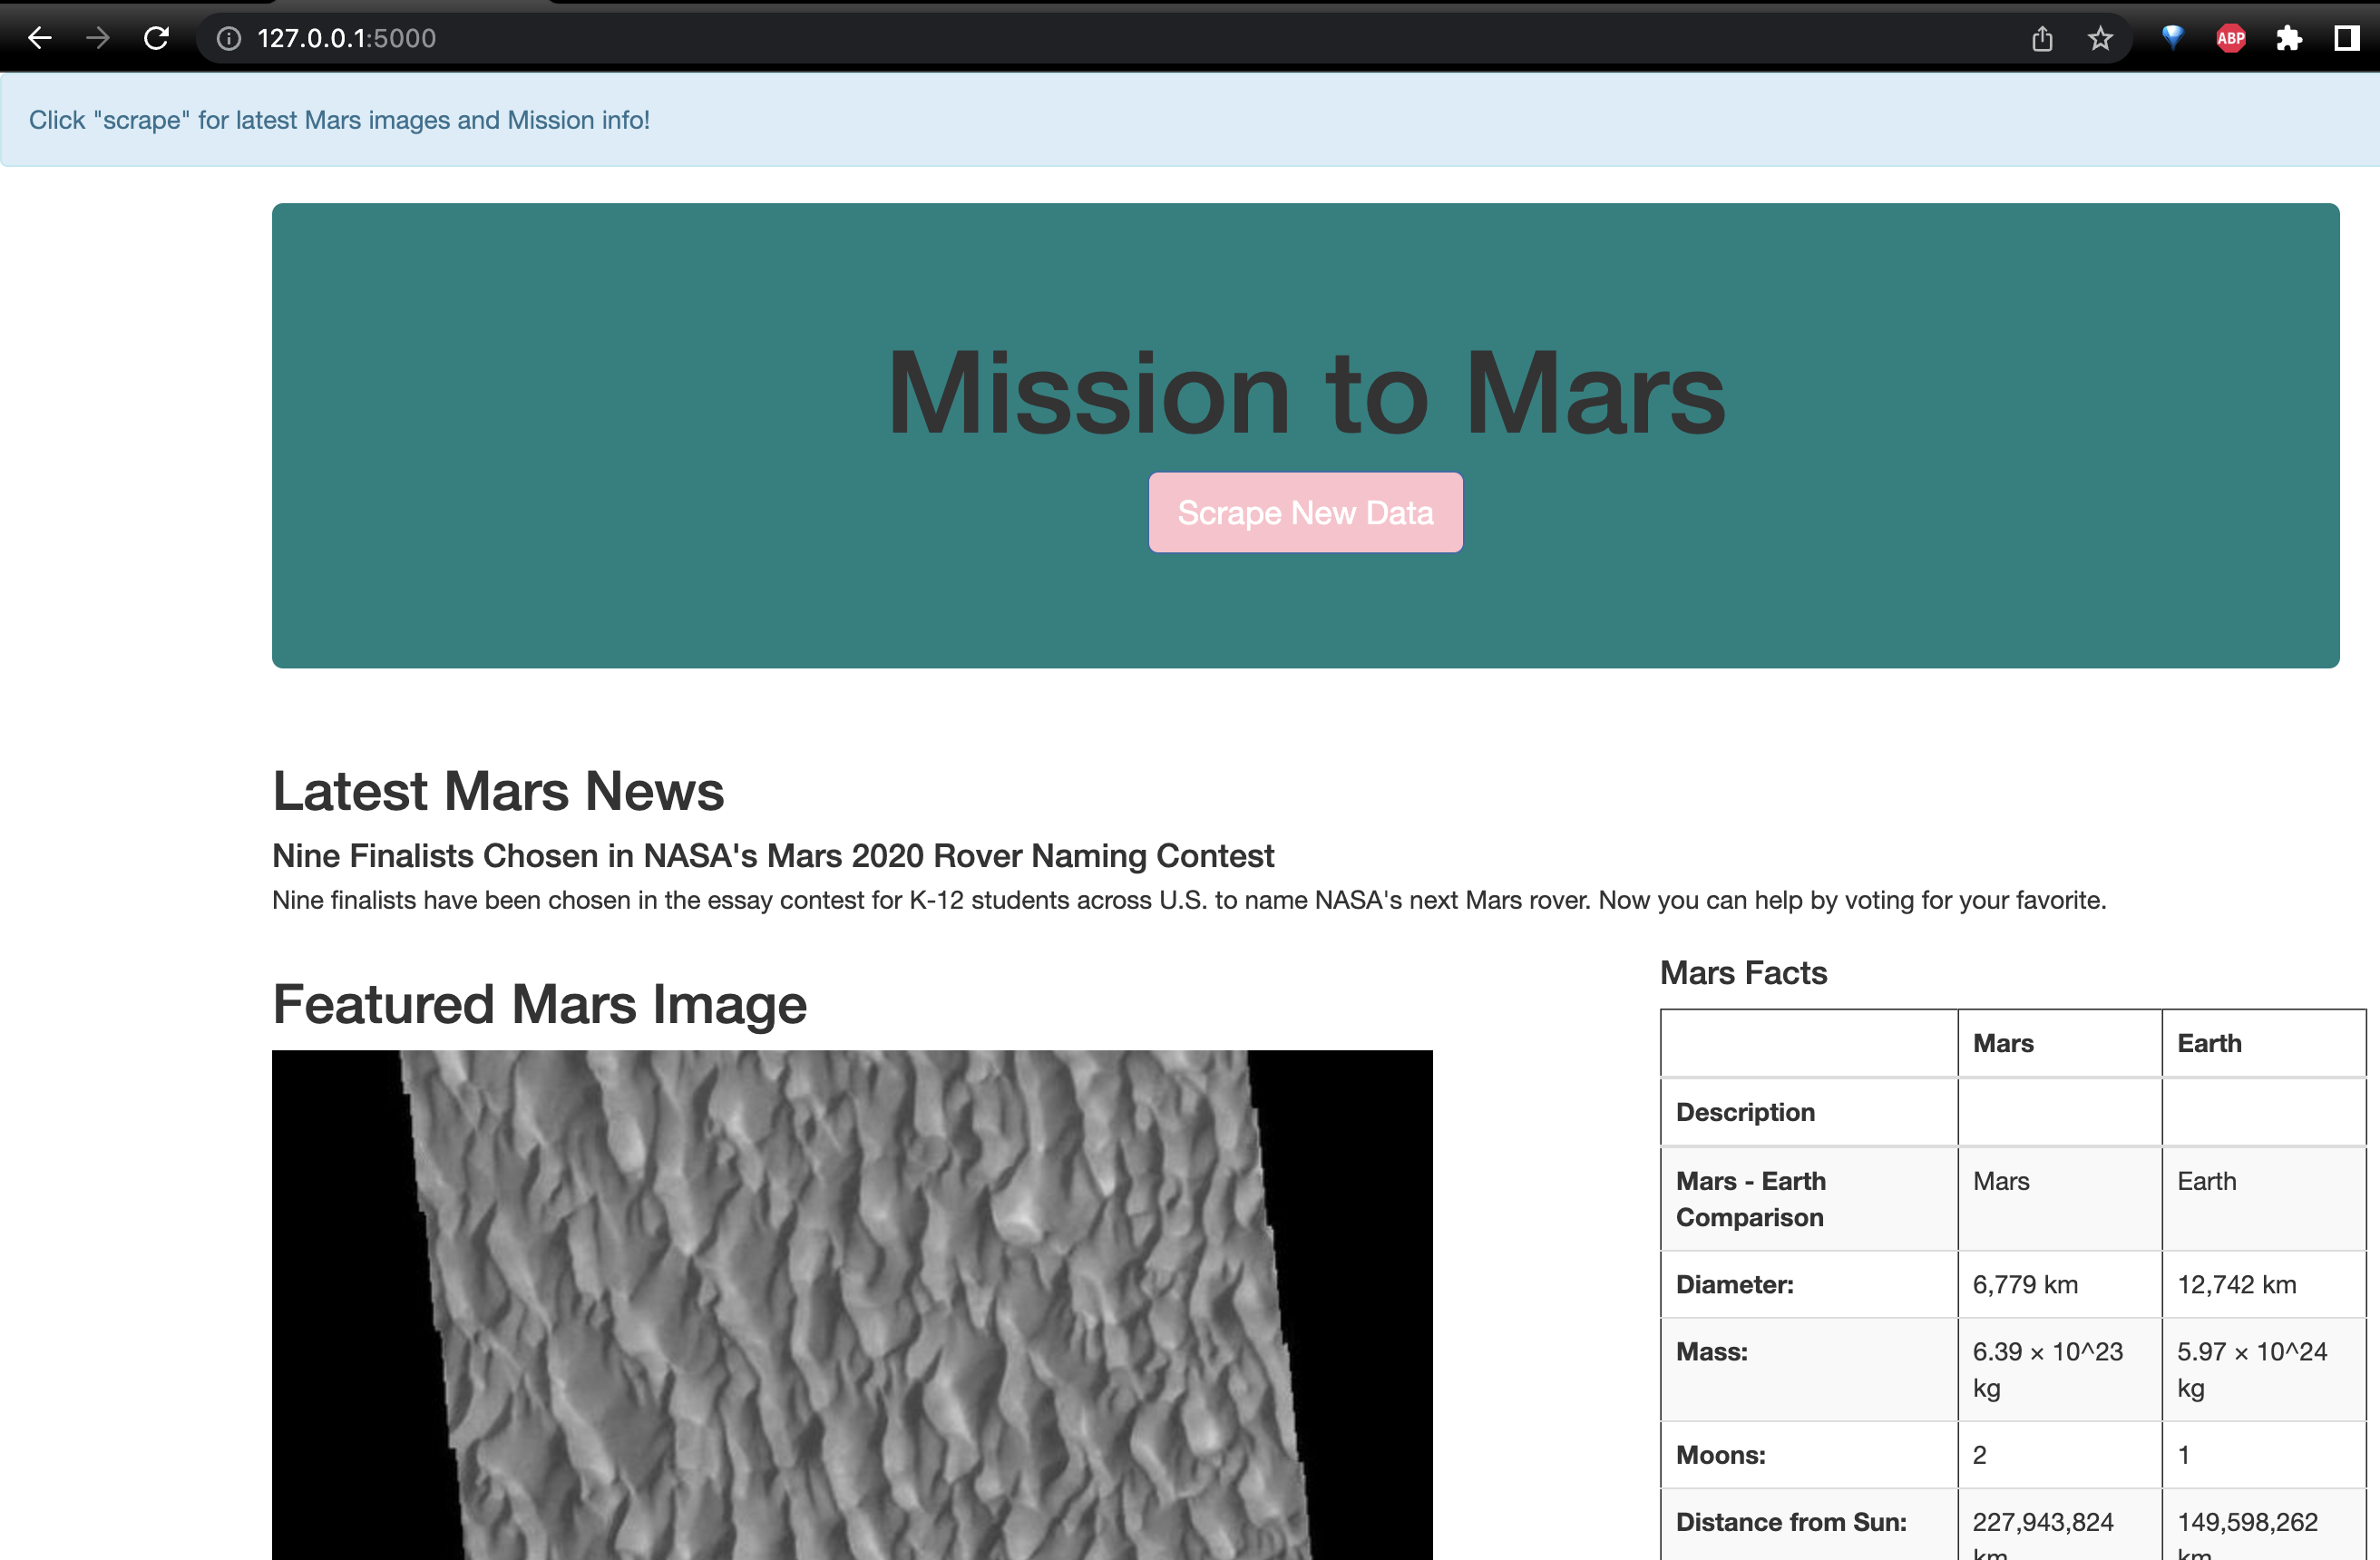 127.0.0.1:5000
ABP
Click "scrape" for latest Mars images and Mission info!
Mission to Mars
Scrape New Data
Latest Mars News
Nine Finalists Chosen in NASA's Mars 2020 Rover Naming Contest
Nine finalists have been chosen in the essay contest for K-12 students across U.S. to name NASA's next Mars rover. Now you can help by voting for your favorite.
Featured Mars Image
Mars Facts
Mars Earth
Description
Mars - Earth Mars Earth
Comparison
Diameter: 6,779 km 12,742 km
Mass: 6.39 × 10^23 5.97 × 10^24
kg kg
Moons: 2 1
Distance from Sun: 227,943,824 149,598,262
km km